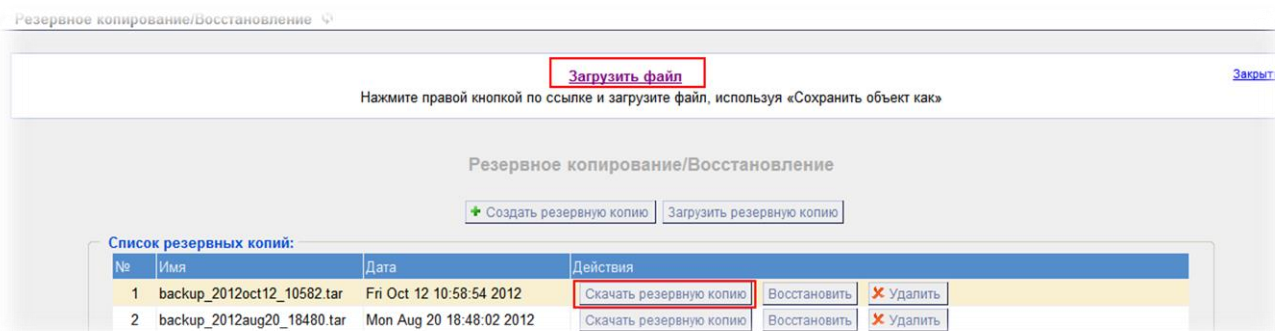 Резервное копирование/Восстановление
Загрузить файл
Закрыть
Нажмите правой кнопкой по ссылке и загрузите файл, используя «Сохранить объект как»
Резервное копирование/Восстановление
Создать резервную копию Загрузить резервную копию
Список резервных копий:
№ Имя Дата Действия
1 backup_2012oct12_10582.tar Fri Oct 12 10:58:54 2012 Скачать резервную копию Восстановить Удалить
2 backup_2012aug20_18480.tar Mon Aug 20 18:48:02 2012 Скачать резервную копию Восстановить Удалить